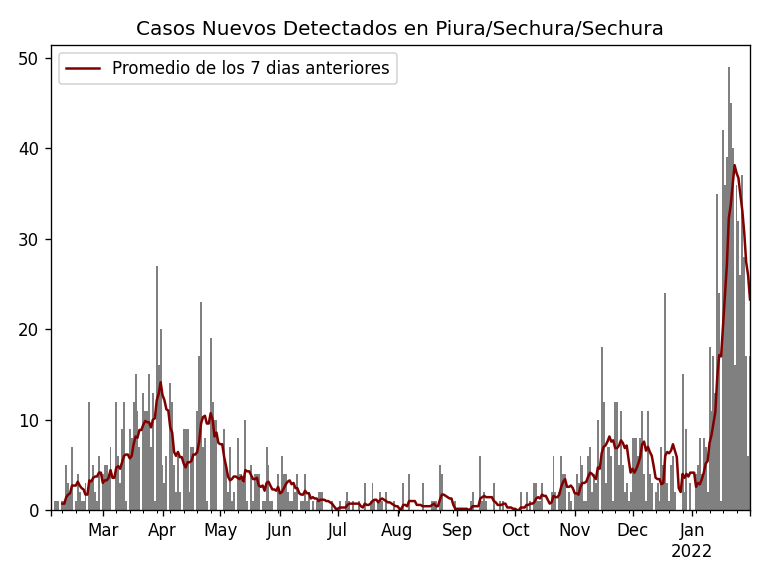 Casos Nuevos Detectados en Piura/Sechura/Sechura
Promedio de los 7 dias anteriores
50
40
30
20
10
0
Mar Apr May Jun Jul Aug Sep Oct Nov Dec Jan
2022